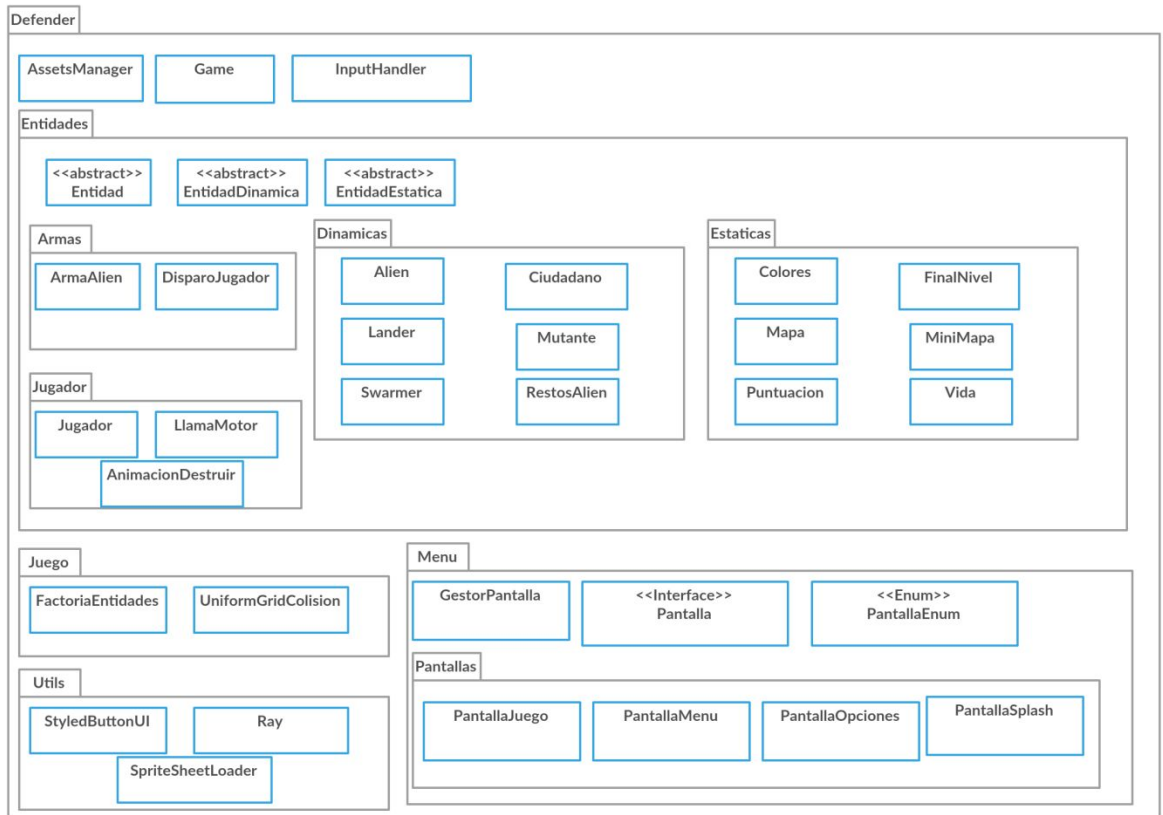 Defender
AssetsManager
Game
InputHandler
Entidades
<<abstract>>
Entidad
<<abstract>>
EntidadDinamica
<<abstract>>
EntidadEstatica
Armas
ArmaAlien
DisparoJugador
Jugador
Jugador
LlamaMotor
AnimacionDestruir
Dinamicas
Alien
Ciudadano
Lander
Mutante
Swarmer
RestosAlien
Estaticas
Colores
FinalNivel
Mapa
MiniMapa
Puntuacion
Vida
Juego
FactoriaEntidades
UniformGridColision
Utils
StyledButtonUI
Ray
SpriteSheetLoader
Menu
GestorPantalla
<<Interface>>
Pantalla
<<Enum>>
PantallaEnum
Pantallas
PantallaJuego
PantallaMenu
PantallaOpciones
PantallaSplash